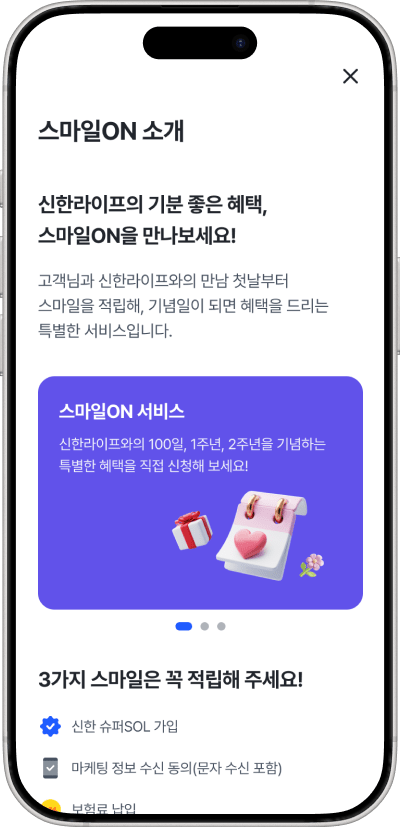 스마일ON 소개
신한라이프의 기분 좋은 혜택,
스마일ON을 만나보세요!
고객님과 신한라이프와의 만남 첫날부터
스마일을 적립해, 기념일이 되면 혜택을 드리는
특별한 서비스입니다.
스마일ON 서비스
신한라이프와의 100일, 1주년, 2주년을 기념하는
특별한 혜택을 직접 신청해 보세요!
3가지 스마일은 꼭 적립해 주세요!
신한 슈퍼SOL 가입
마케팅 정보 수신 동의(문자 수신 포함)
보험료 납입